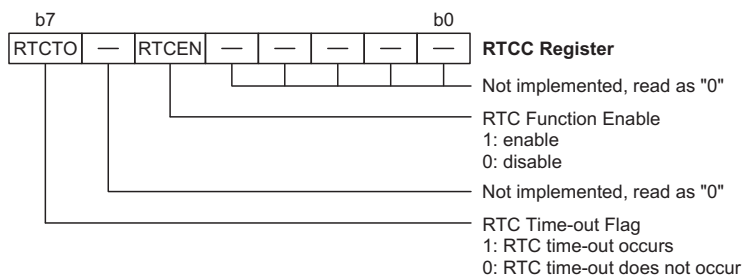 b7 b0
RTCTO — RTCEN — — — — — RTCC Register
Not implemented, read as "0"
RTC Function Enable
1: enable
0: disable
Not implemented, read as "0"
RTC Time-out Flag
1: RTC time-out occurs
0: RTC time-out does not occur